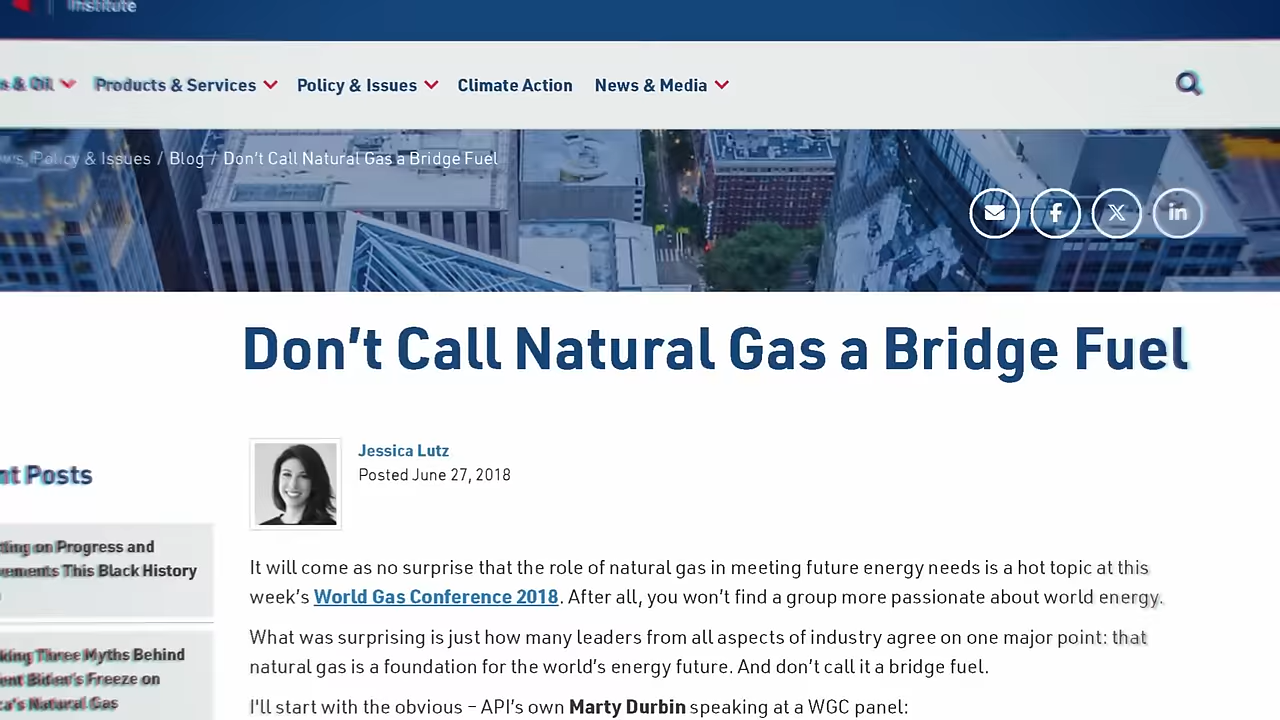 Institute
& Oil
Products & Services
Policy & Issues
Climate Action
News & Media
Policy & Issues / Blog / Don't Call Natural Gas a Bridge Fuel
in
Don't Call Natural Gas a Bridge Fuel
Jessica Lutz
Posted June 27, 2018
Posts
on Progress and
This Black History
Three Myths Behind
Biden's Freeze on
Natural Gas
It will come as no surprise that the role of natural gas in meeting future energy needs is a hot topic at this
week's World Gas Conference 2018. After all, you won't find a group more passionate about world energy.
What was surprising is just how many leaders from all aspects of industry agree on one major point: that
natural gas is a foundation for the world's energy future. And don't call it a bridge fuel.
I'll start with the obvious – API's own Marty Durbin speaking at a WGC panel: